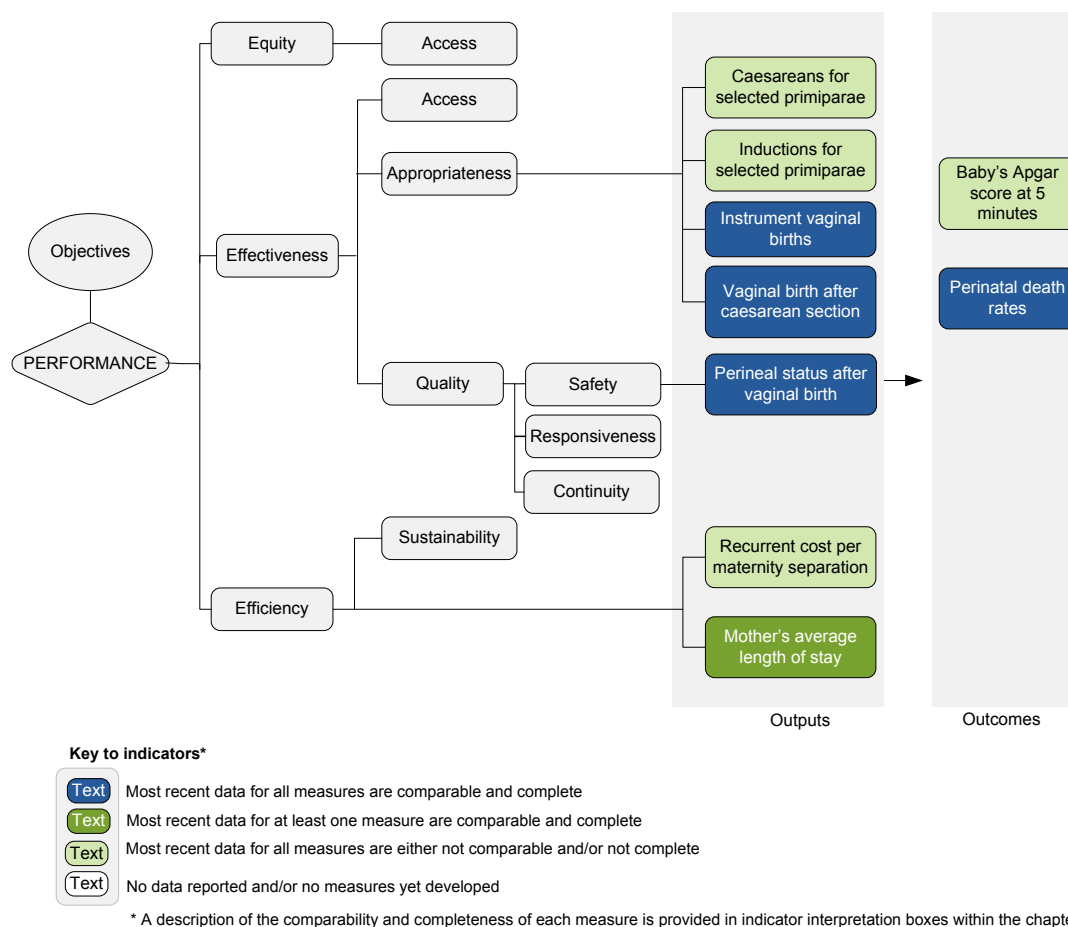 Equity
Access
Access
Caesareans for
selected primiparae
Inductions for
selected primiparae
Appropriateness
Baby's Apgar
score at 5
minutes
Instrument vaginal
births
Objectives
Effectiveness
Vaginal birth after
caesarean section
Perinatal death
rates
PERFORMANCE
Quality
Safety
Perineal status after
vaginal birth
Responsiveness
Continuity
Sustainability
Recurrent cost per
maternity separation
Efficiency
Mother's average
length of stay
Outputs
Outcomes
Key to indicators*
Text Most recent data for all measures are comparable and complete
Text Most recent data for at least one measure are comparable and complete
Text Most recent data for all measures are either not comparable and/or not complete
Text No data reported and/or no measures yet developed
* A description of the comparability and completeness of each measure is provided in indicator interpretation boxes within the chapte